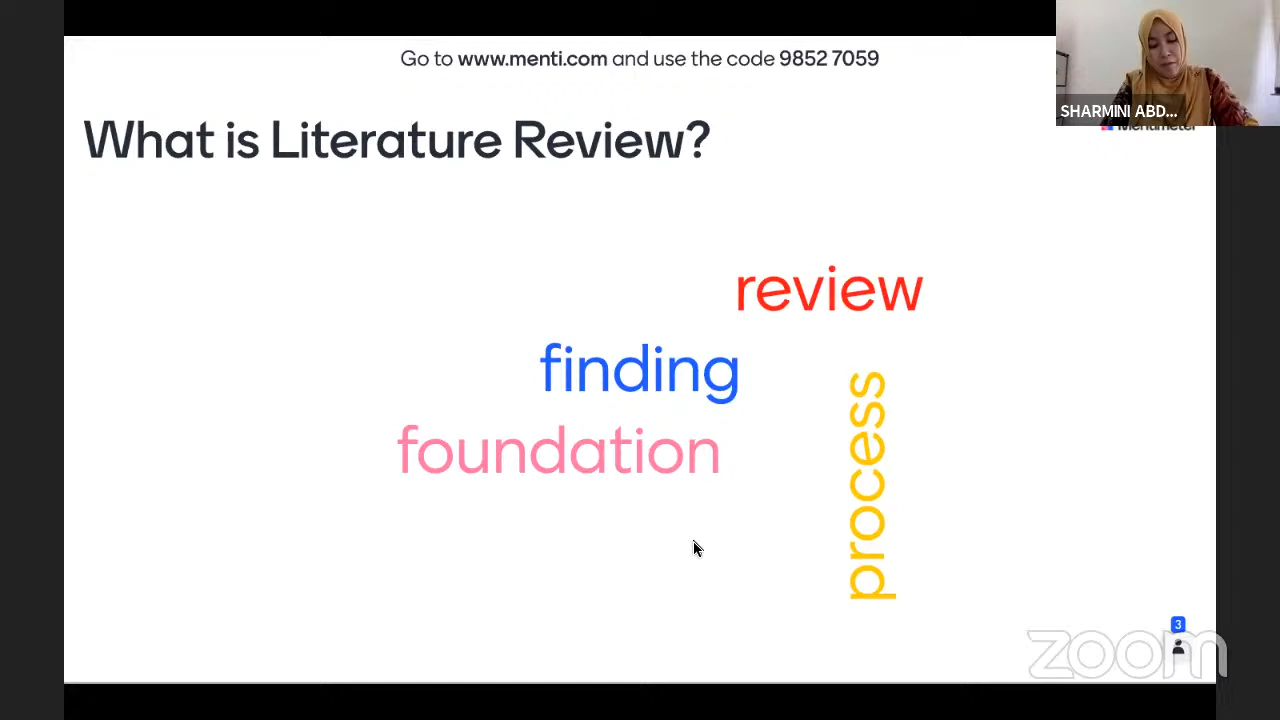 Go to www.menti.com and use the code 9852 7059
SHARMINI ABD...
Mentimeter
What is Literature Review?
review
finding
foundation
process
3
zoom